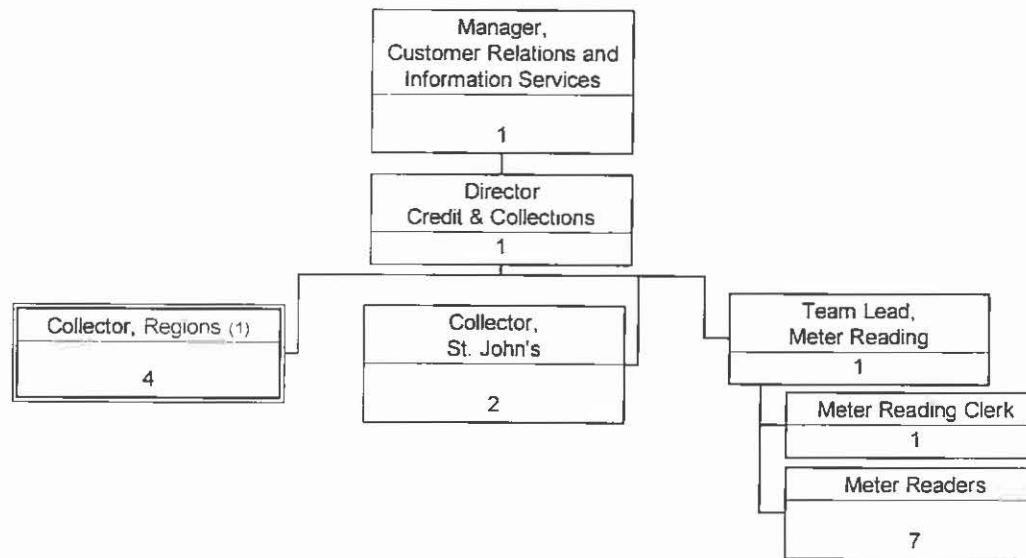 Manager,
Customer Relations and
Information Services
1
Director
Credit & Collections
1
Collector, Regions (1)
4
Collector,
St. John's
2
Team Lead,
Meter Reading
1
Meter Reading Clerk
1
Meter Readers
7